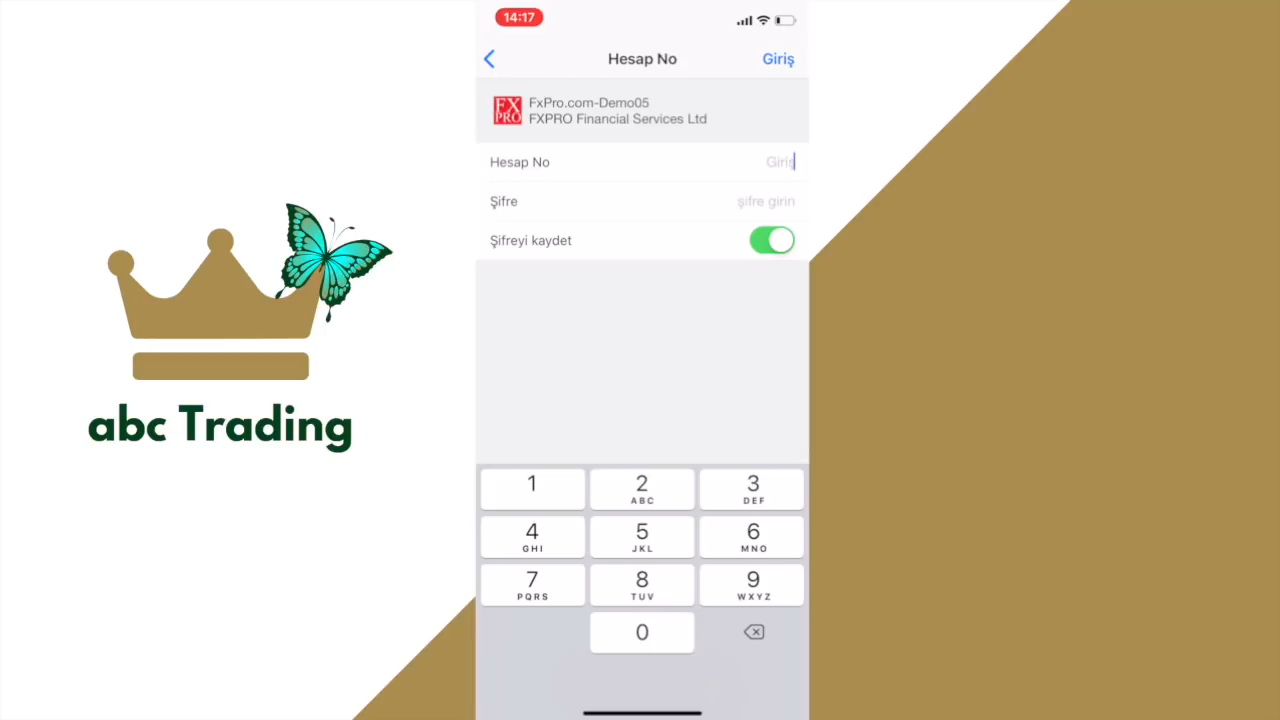 14:17
Hesap No
Giriş
FX
PRO
FxPro.com-Demo05
FXPRO Financial Services Ltd
Hesap No
Giriş
Şifre
şifre girin
Şifreyi kaydet
abc Trading
1
2
ABC
3
DEF
4
GHI
5
JKL
6
MNO
7
PQRS
8
TUV
9
WXYZ
0